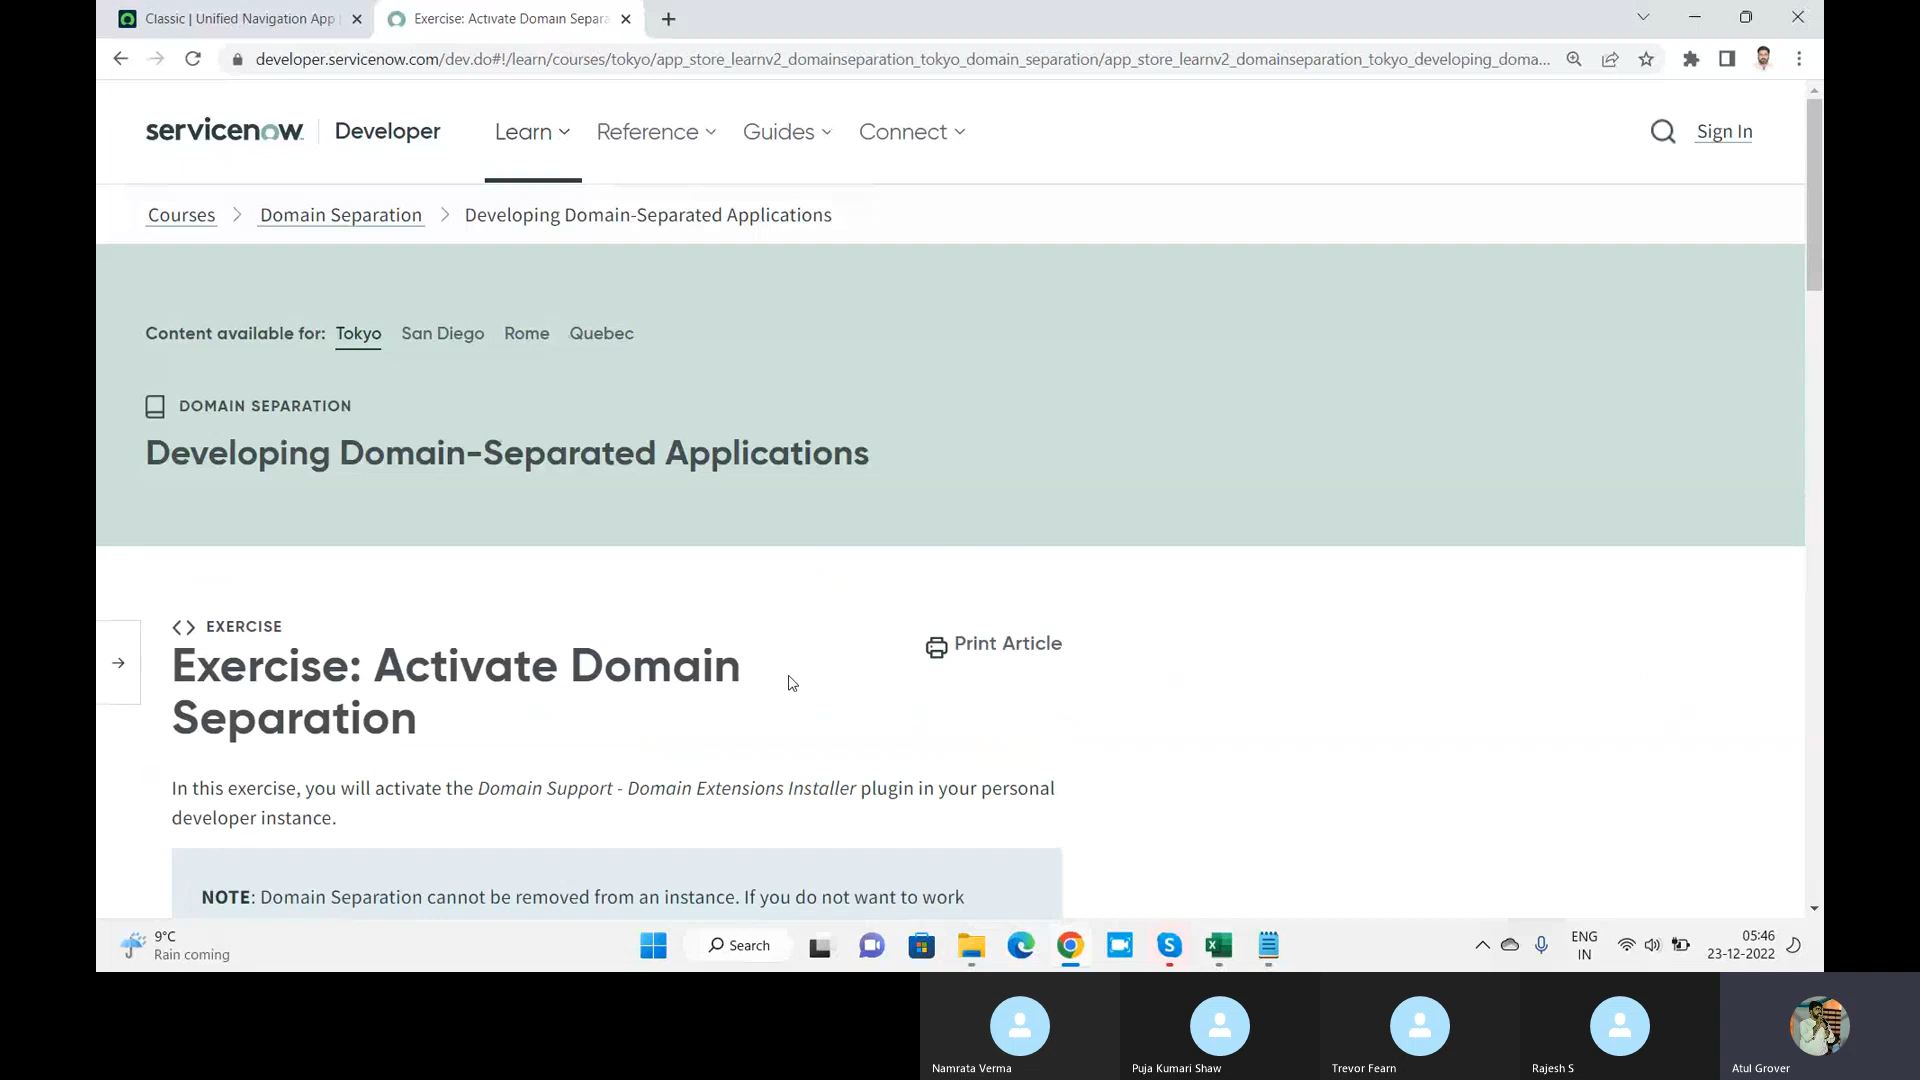 Classic | Unified Navigation App
Exercise: Activate Domain Separa
developer.servicenow.com/dev.do#!/learn/courses/tokyo/app_store_learnv2_domainseparation_tokyo_domain_separation/app_store_learnv2_domainseparation_tokyo_developing_doma...
servicenow Developer Learn Reference Guides Connect Sign In
Courses Domain Separation Developing Domain-Separated Applications
Content available for: Tokyo San Diego Rome Quebec
DOMAIN SEPARATION
Developing Domain-Separated Applications
EXERCISE
Print Article
Exercise: Activate Domain
Separation
In this exercise, you will activate the Domain Support - Domain Extensions Installer plugin in your personal
developer instance.
NOTE: Domain Separation cannot be removed from an instance. If you do not want to work
9°C
Rain coming
Search
ENG
IN
05:46
23-12-2022
Namrata Verma
Puja Kumari Shaw
Trevor Fearn
Rajesh S
Atul Grover